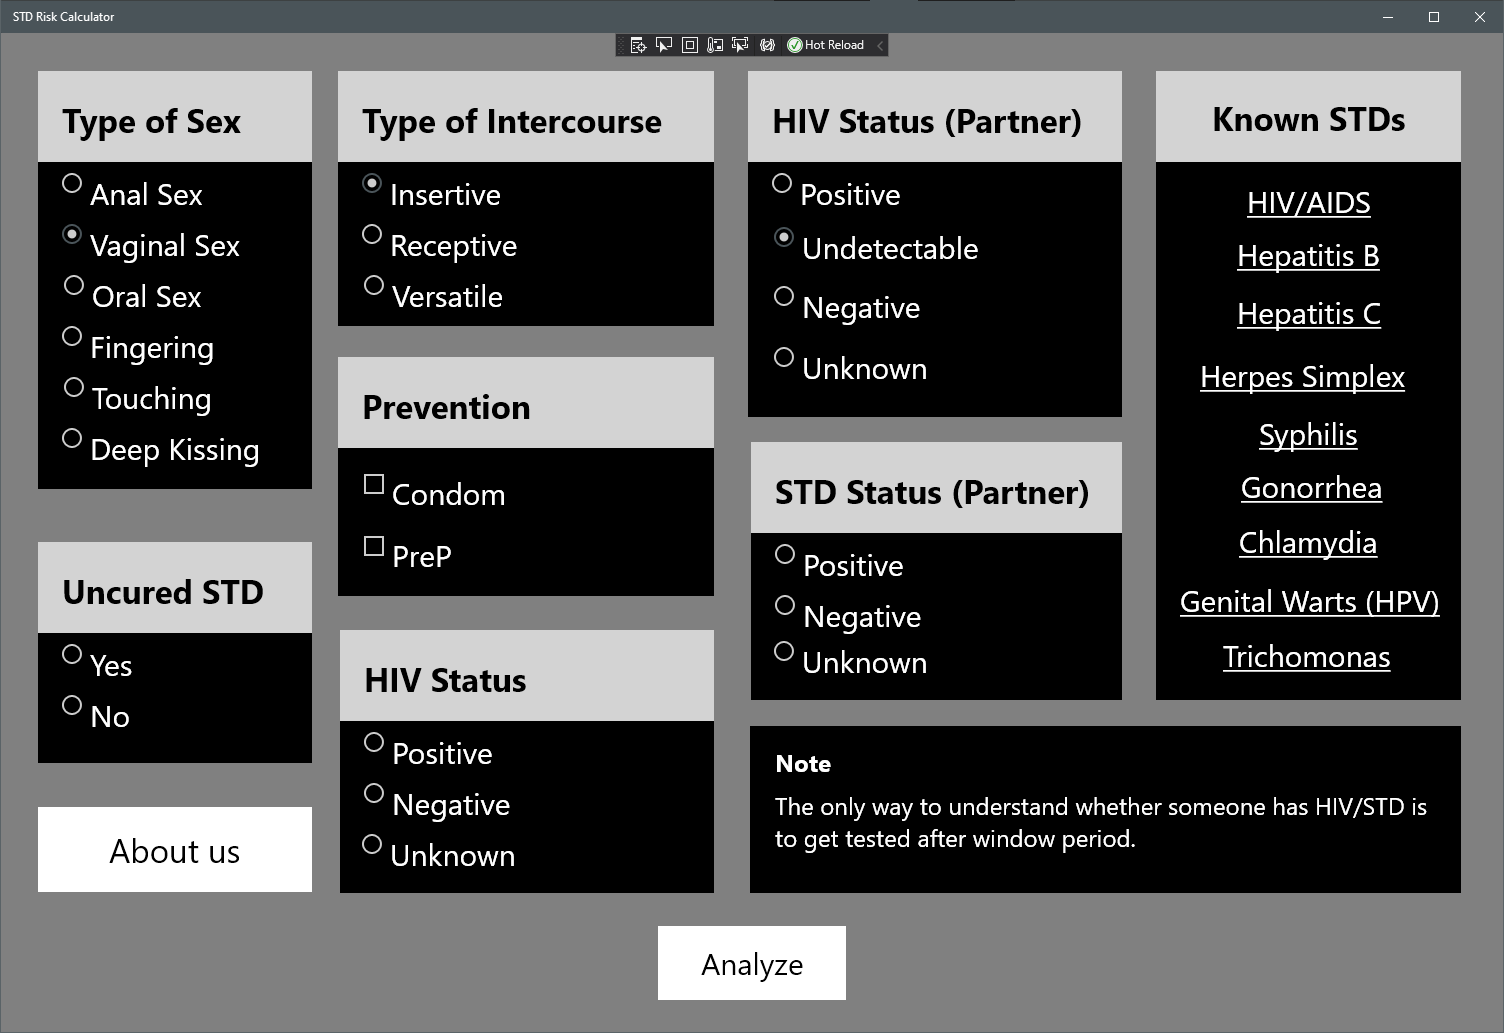 STD Risk Calculator
Hot Reload
Type of Sex
Anal Sex
Vaginal Sex
Oral Sex
Fingering
Touching
Deep Kissing
Uncured STD
Yes
No
About us
Type of Intercourse
Insertive
Receptive
Versatile
Prevention
Condom
PreP
HIV Status
Positive
Negative
Unknown
HIV Status (Partner)
Positive
Undetectable
Negative
Unknown
STD Status (Partner)
Positive
Negative
Unknown
Known STDs
HIV/AIDS
Hepatitis B
Hepatitis C
Herpes Simplex
Syphilis
Gonorrhea
Chlamydia
Genital Warts (HPV)
Trichomonas
Note
The only way to understand whether someone has HIV/STD is
to get tested after window period.
Analyze